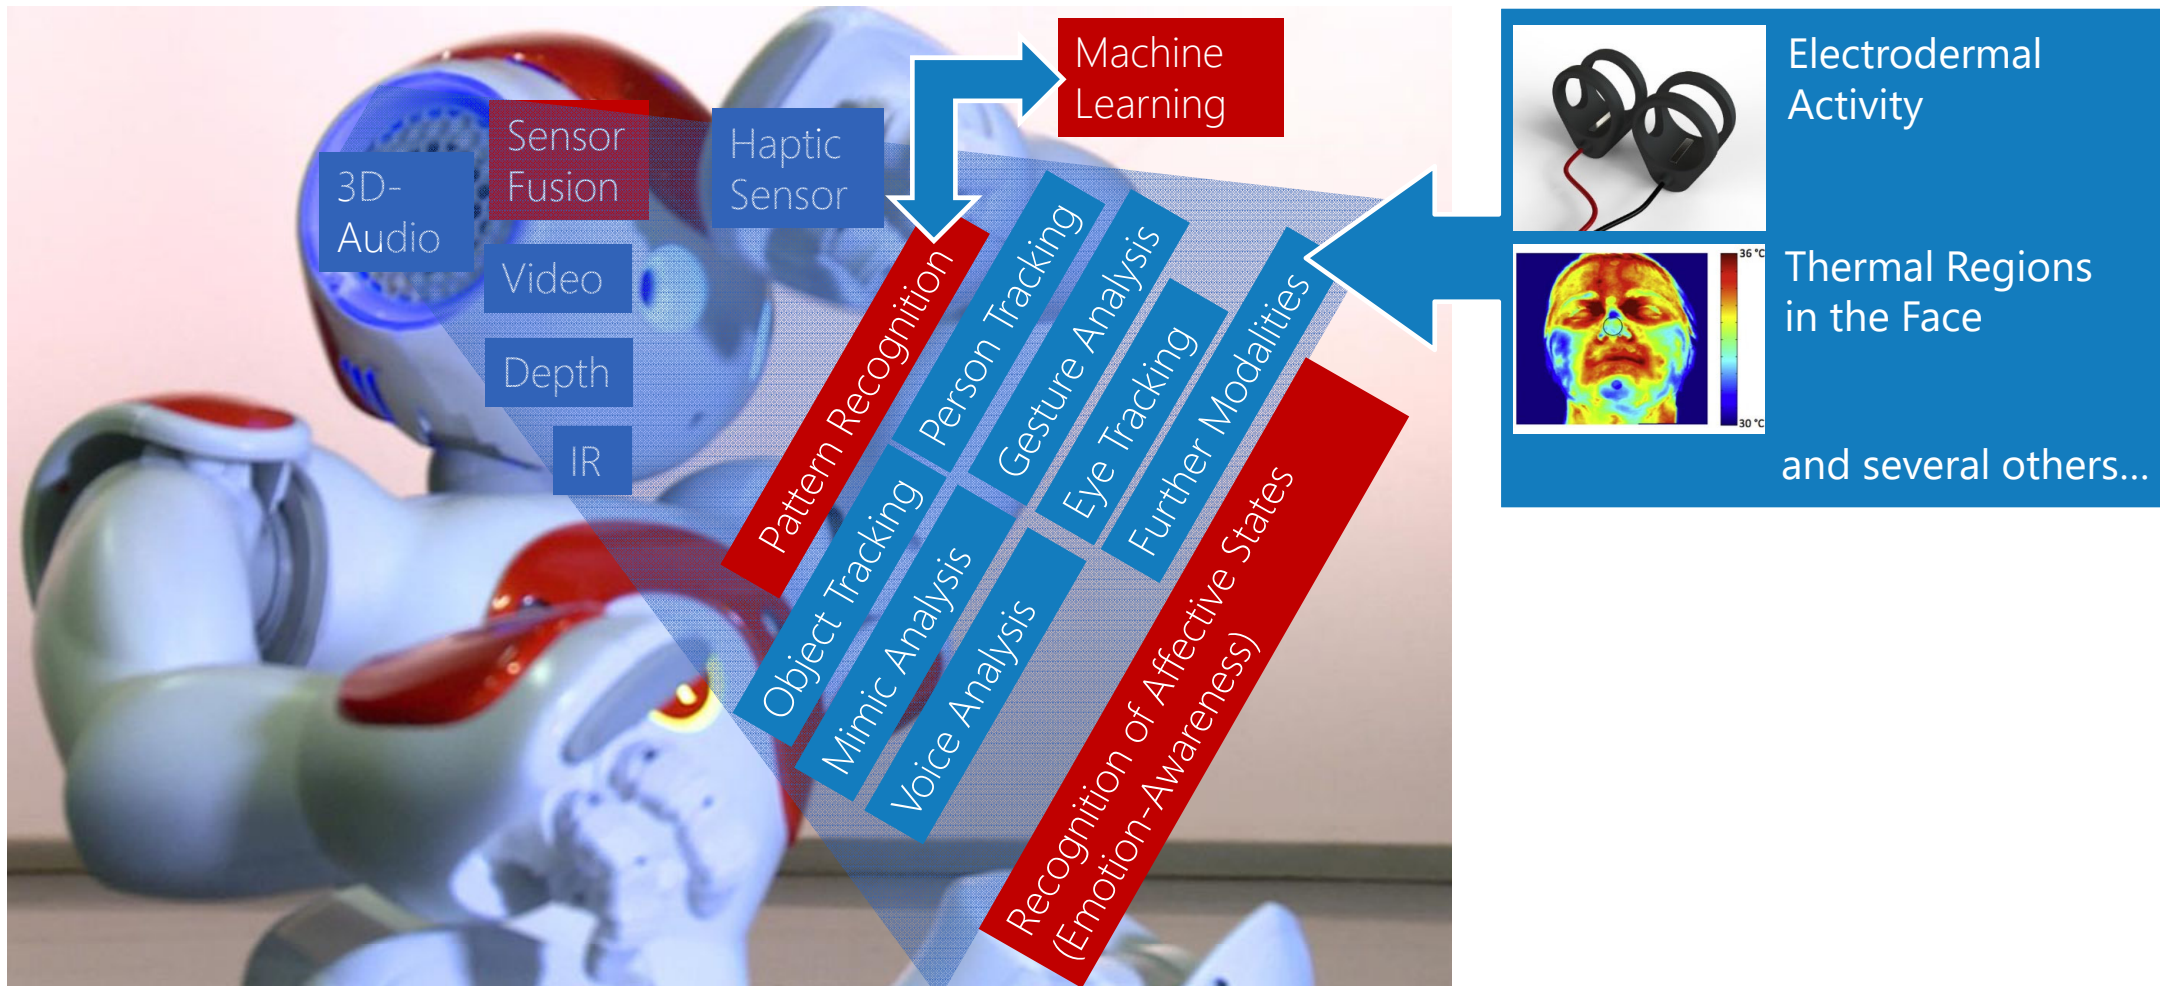 Machine
Learning
Sensor
Fusion
Haptic
Sensor
3D-
Audio
Video
Depth
IR
Pattern Recognition
Person Tracking
Gesture Analysis
Eye Tracking
Further Modalities
Object Tracking
Mimic Analysis
Voice Analysis
Recognition of Affective States
(Emotion-Awareness)
Electrodermal
Activity
36 °C
30 °C
Thermal Regions
in the Face
and several others...